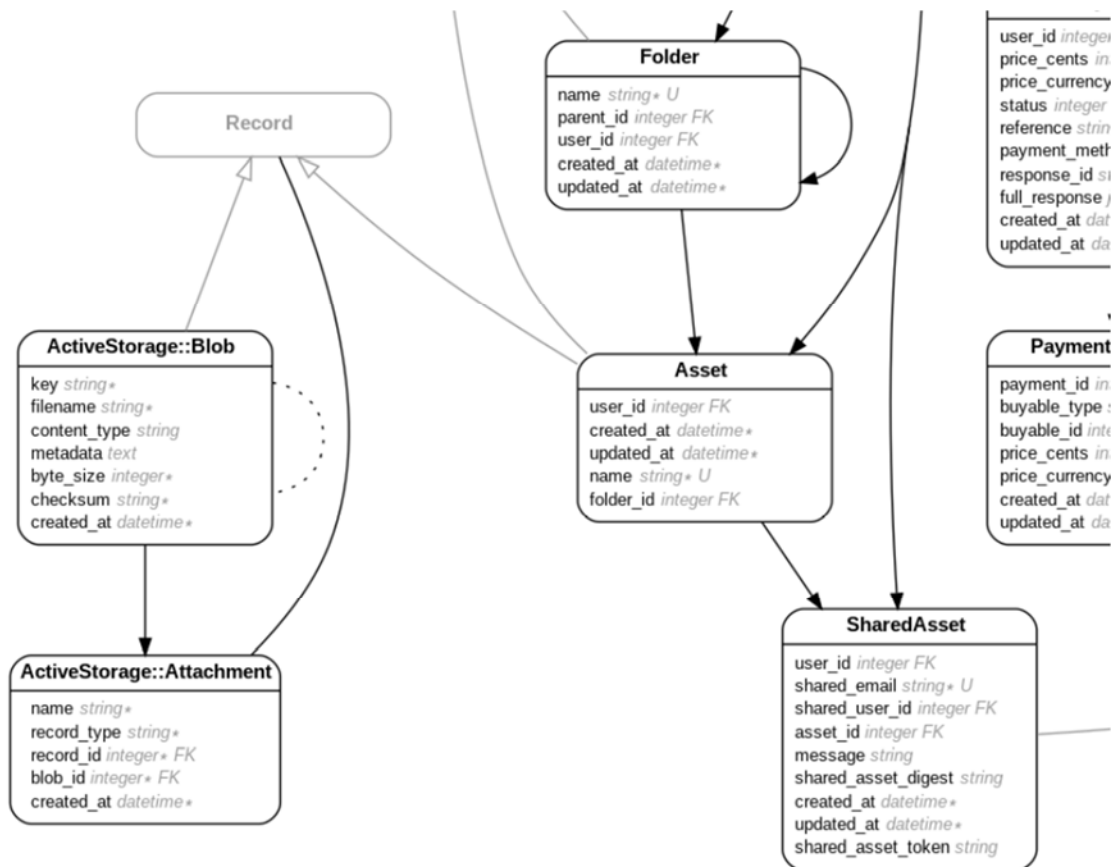 Record
Folder
name string* U
parent_id integer FK
user_id integer FK
created_at datetime*
updated_at datetime*
ActiveStorage::Blob
key string*
filename string*
content_type string
metadata text
byte_size integer*
checksum string*
created_at datetime*
ActiveStorage::Attachment
name string*
record_type string*
record_id integer* FK
blob_id integer* FK
created_at datetime*
Asset
user_id integer FK
created_at datetime*
updated_at datetime*
name string* U
folder_id integer FK
SharedAsset
user_id integer FK
shared_email string* U
shared_user_id integer FK
asset_id integer FK
message string
shared_asset_digest string
created_at datetime*
updated_at datetime*
shared_asset_token string
user_id integer
price_cents
price_currency
status integer
reference
response_id
full_response
created_at
updated_at
Payment
payment_id
buyable_type
buyable_id
price_cents
price_currency
created_at
updated_at